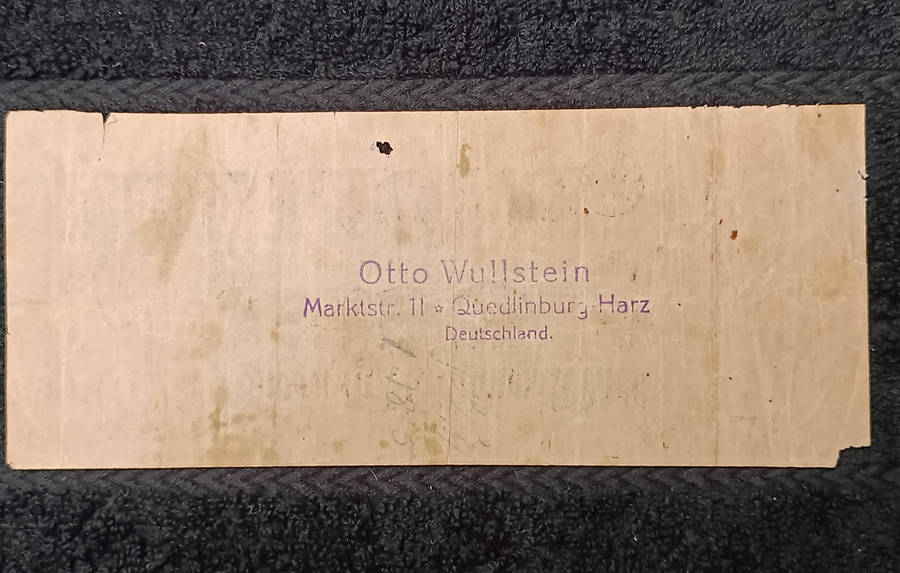 Otto Wullstein
Marktstr. 11 ☆ Quedlinburg-Harz
Deutschland.